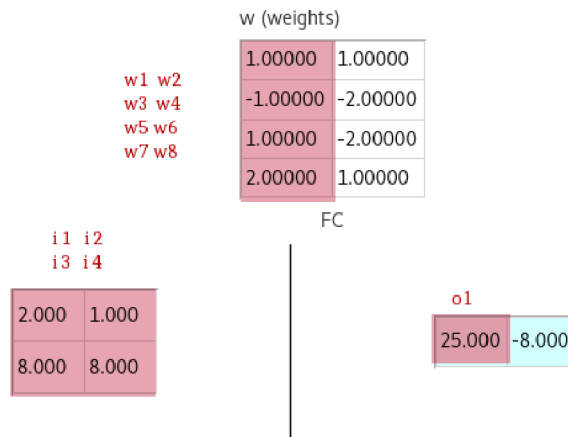 w (weights)
1.00000 1.00000
w1 w2
-1.00000 -2.00000
w3 w4
w5 w6
1.00000 -2.00000
w7 w8
2.00000 1.00000
FC
i1 i2
i3 i4
o1
2.000 1.000
25.000 -8.000
8.000 8.000